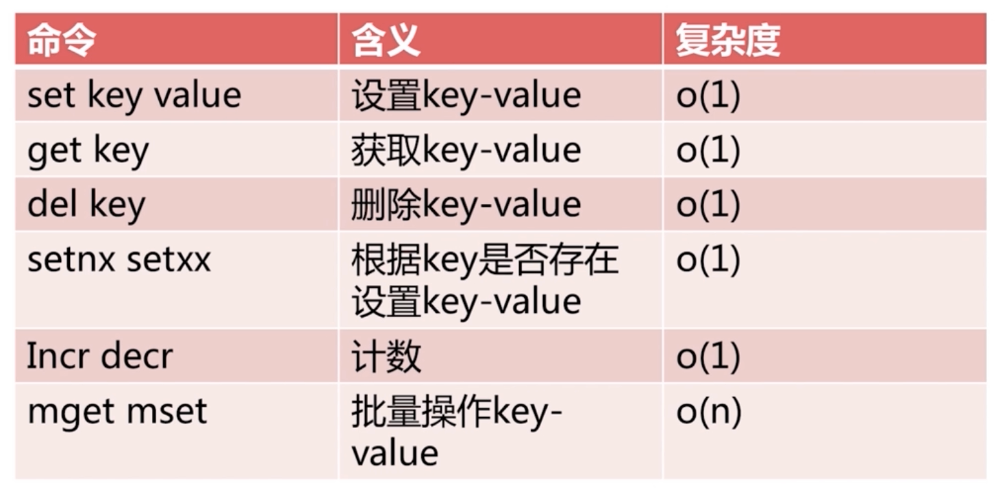 命令 含义 复杂度
set key value 设置key-value o(1)
get key 获取key-value o(1)
del key 删除key-value o(1)
setnx setxx 根据key是否存在 o(1)
设置key-value
Incr decr 计数 o(1)
mget mset 批量操作key- o(n)
value